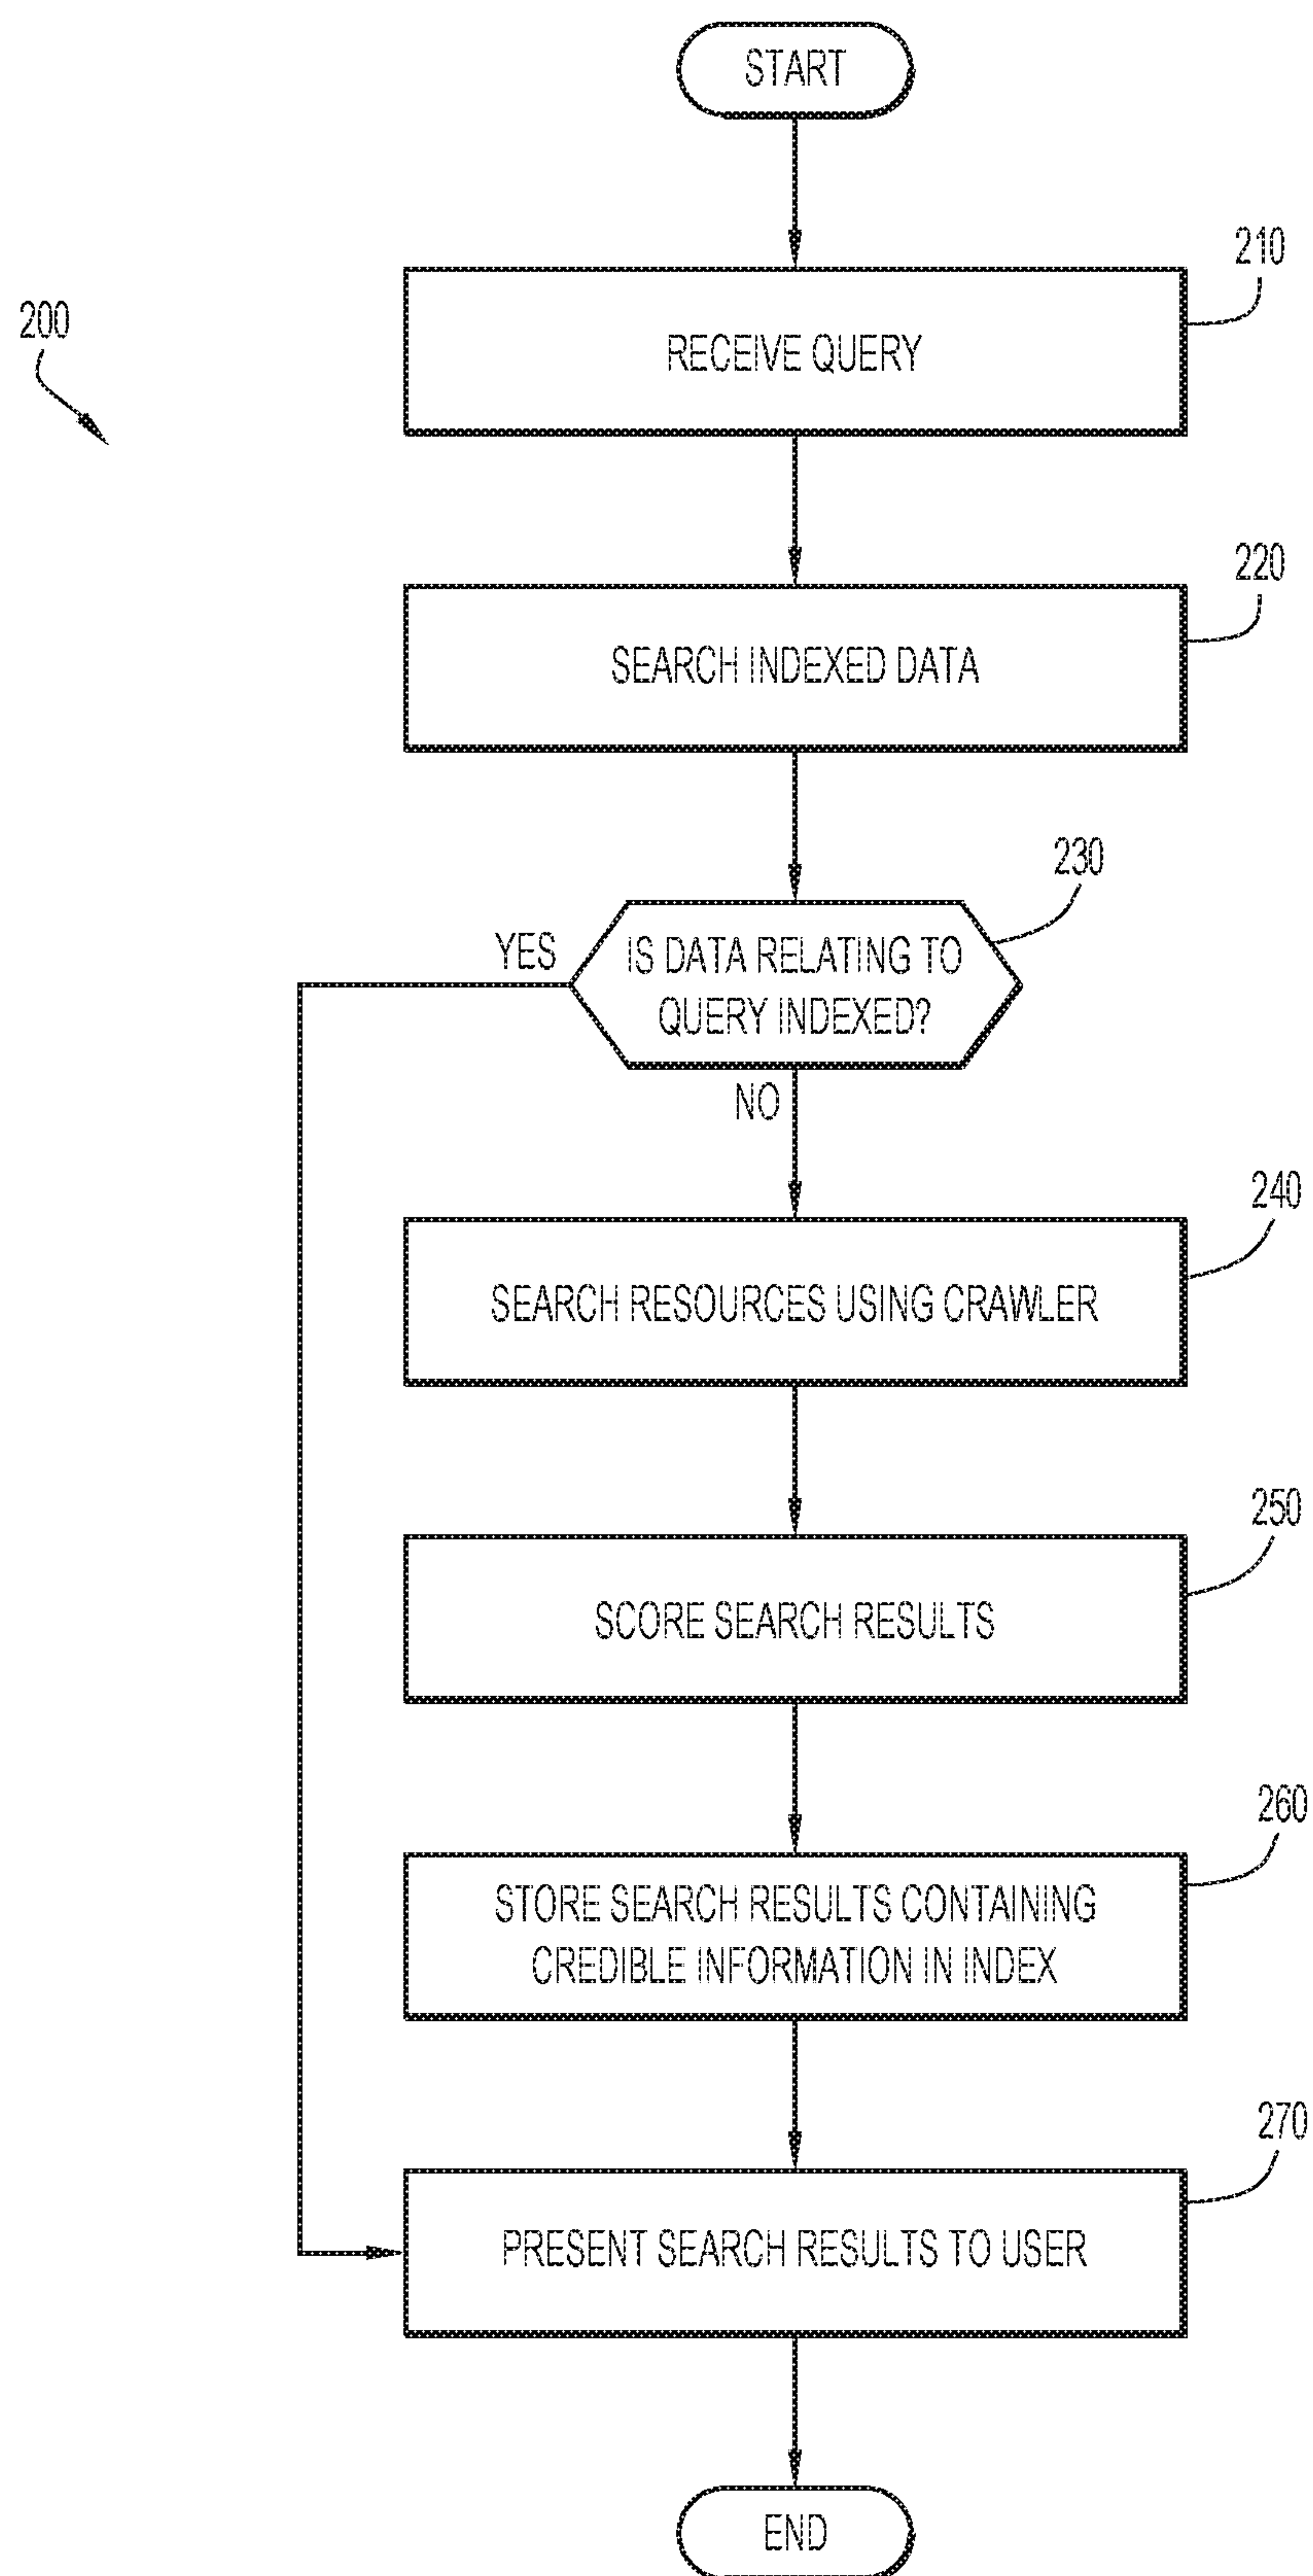 START
210
200
RECEIVE QUERY
220
SEARCH INDEXED DATA
230
YES
IS DATA RELATING TO
QUERY INDEXED?
NO
240
SEARCH RESOURCES USING CRAWLER
250
SCORE SEARCH RESULTS
260
STORE SEARCH RESULTS CONTAINING
CREDIBLE INFORMATION IN INDEX
270
PRESENT SEARCH RESULTS TO USER
END